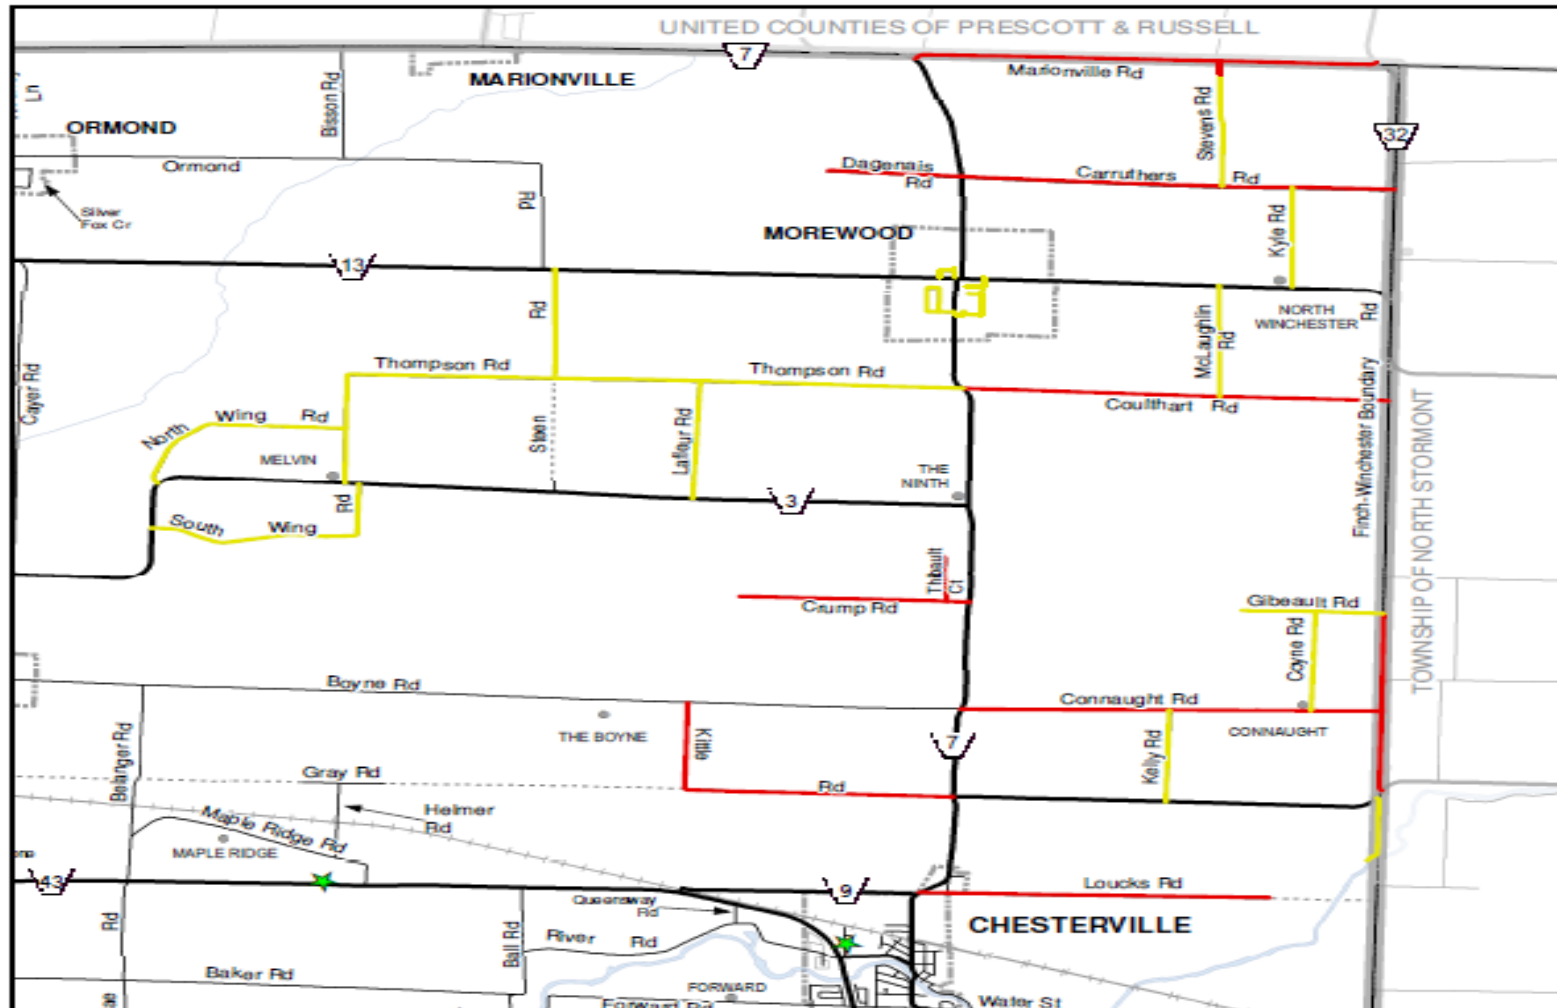 UNITED COUNTIES OF PRESCOTT & RUSSELL
7
MARIONVILLE
Marionville Rd
Ln
Bisson Rd
Stevens Rd
32
ORMOND
Ormond
Rd
Dagenais
Rd
Carruthers Rd
Silver
Fox Cr
MOREWOOD
Kyle Rd
13
Rd
McLaughlin
Rd
NORTH
WINCHESTER
Finch-Winchester Boundary Rd
Cayer Rd
Thompson Rd
Thompson Rd
Coulthart Rd
TOWNSHIP OF NORTH STORMONT
North Wing Rd
Steen
Lafleur Rd
MELVIN
THE
NINTH
3
South Wing Rd
Thibault
Ct
Crump Rd
Gibeault Rd
Coyne Rd
Boyne Rd
Connaught Rd
THE BOYNE
Kittle Rd
7
CONNAUGHT
Kelly Rd
Belanger Rd
Gray Rd
Helmer
Rd
Maple Ridge Rd
MAPLE RIDGE
43
9
Loucks Rd
Queensway
Rd
CHESTERVILLE
Rd
Ball Rd
River Rd
Baker Rd
FORWARD
Forward Rd
Water St